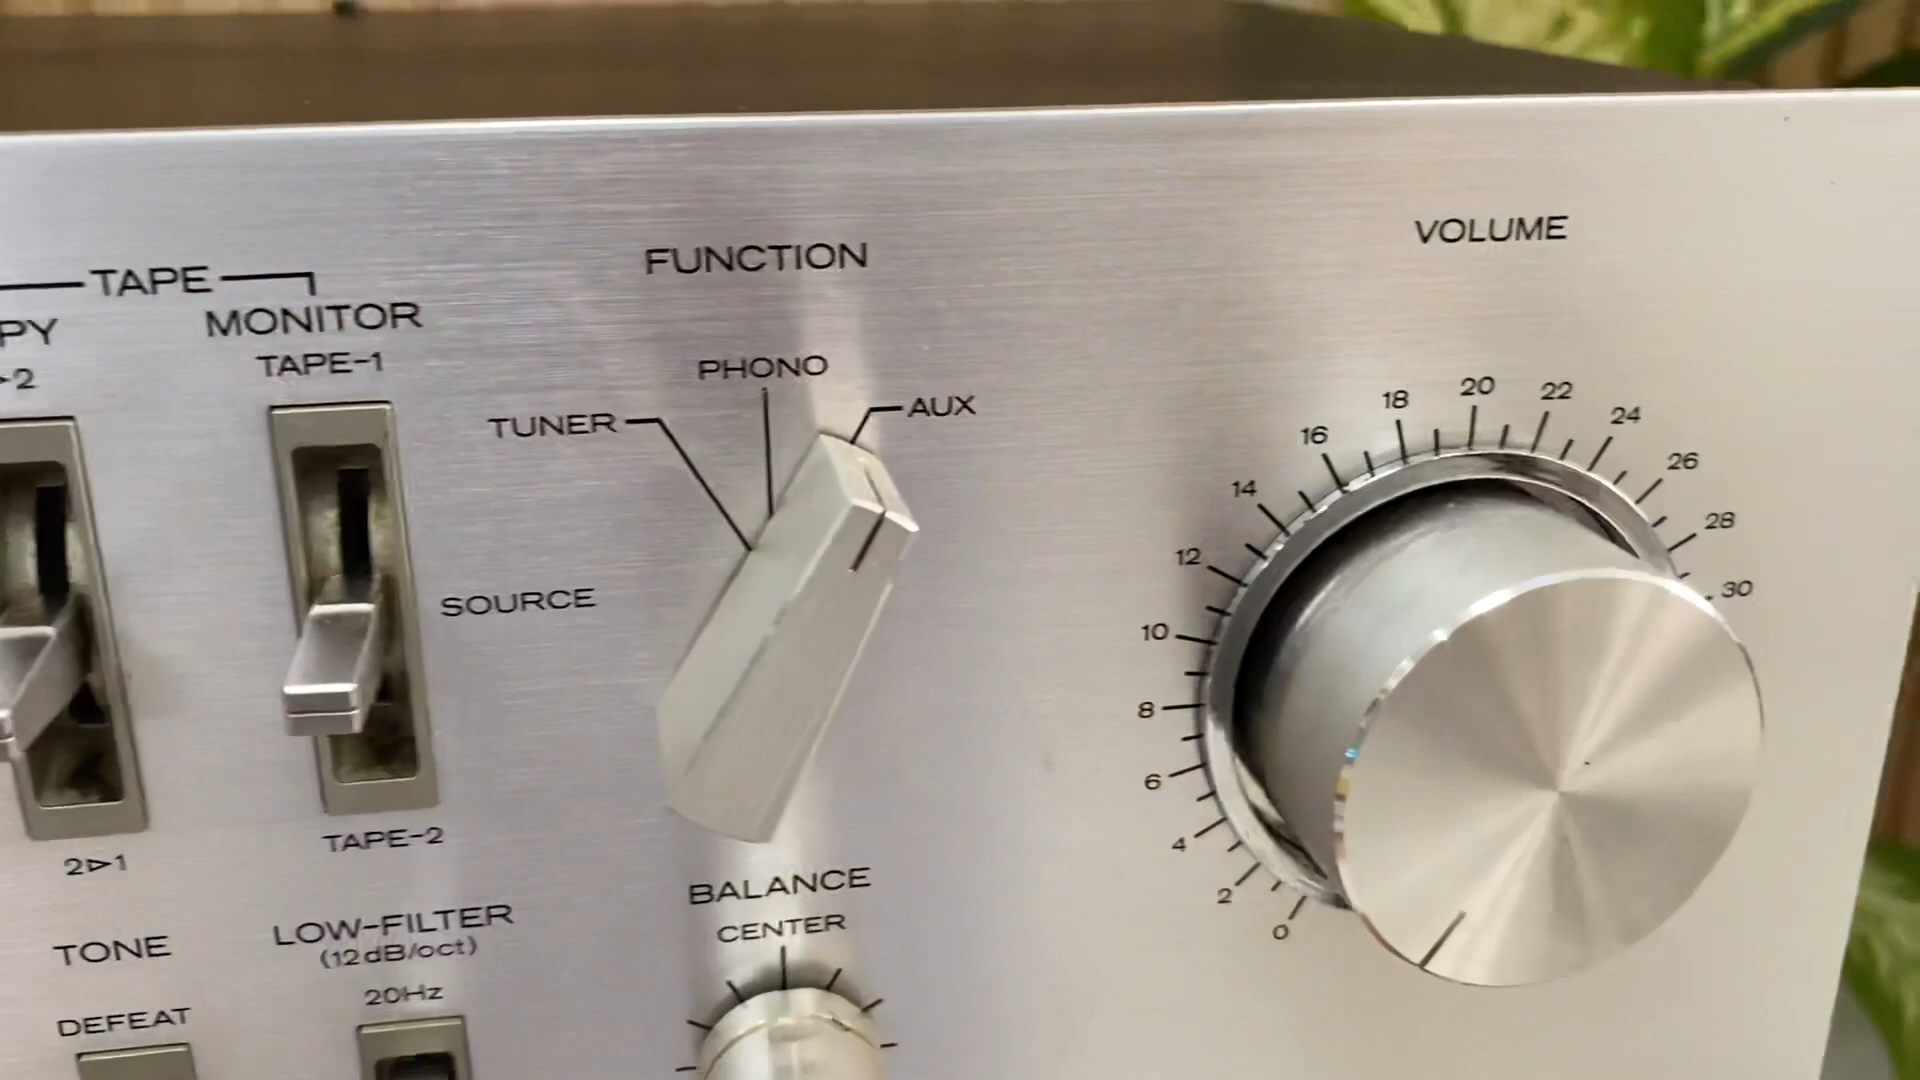 TAPE
PY
MONITOR
▸2
TAPE-1
SOURCE
TAPE-2
2▷1
FUNCTION
PHONO
TUNER
AUX
VOLUME
0
2
4
6
8
10
12
14
16
18
20
22
24
26
28
30
BALANCE
CENTER
TONE
DEFEAT
LOW-FILTER
(12dB/oct)
20Hz